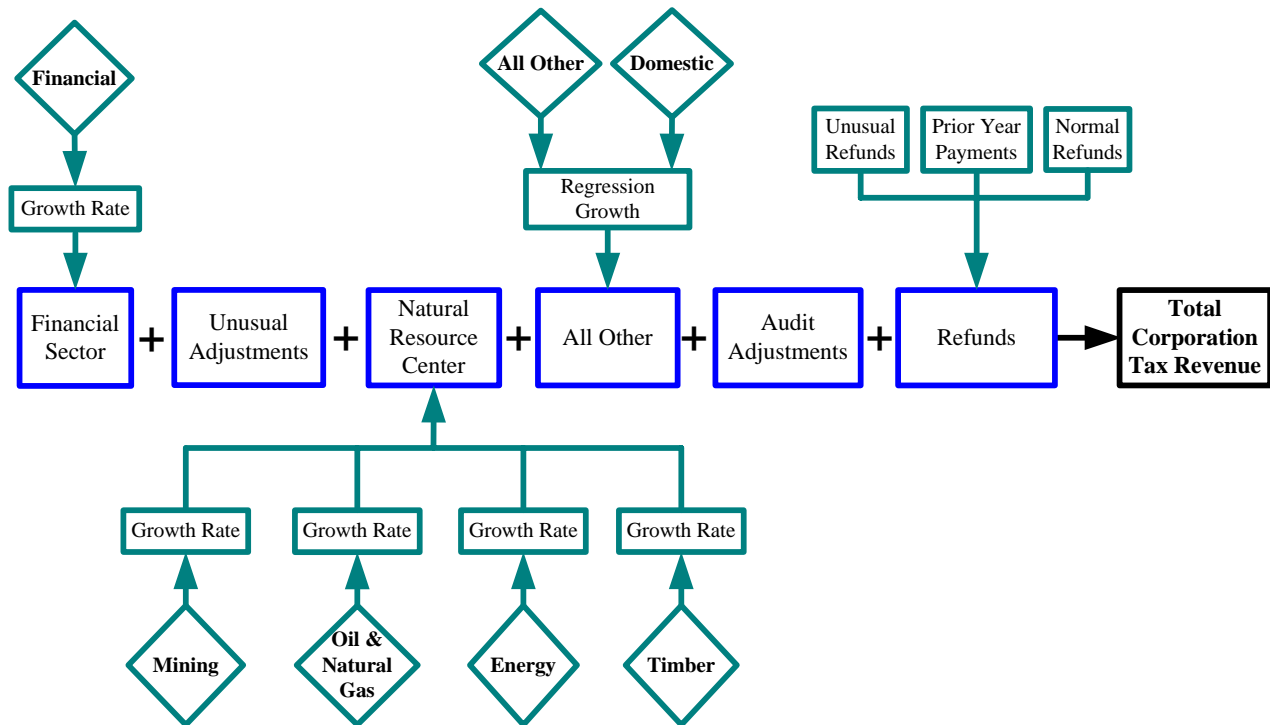 Financial
All Other
Domestic
Unusual
Refunds
Prior Year
Payments
Normal
Refunds
Growth Rate
Regression
Growth
Financial
Sector
+
Unusual
Adjustments
+
Natural
Resource
Center
+
All Other
+
Audit
Adjustments
+
Refunds
Total
Corporation
Tax Revenue
Growth Rate
Growth Rate
Growth Rate
Growth Rate
Mining
Oil &
Natural
Gas
Energy
Timber